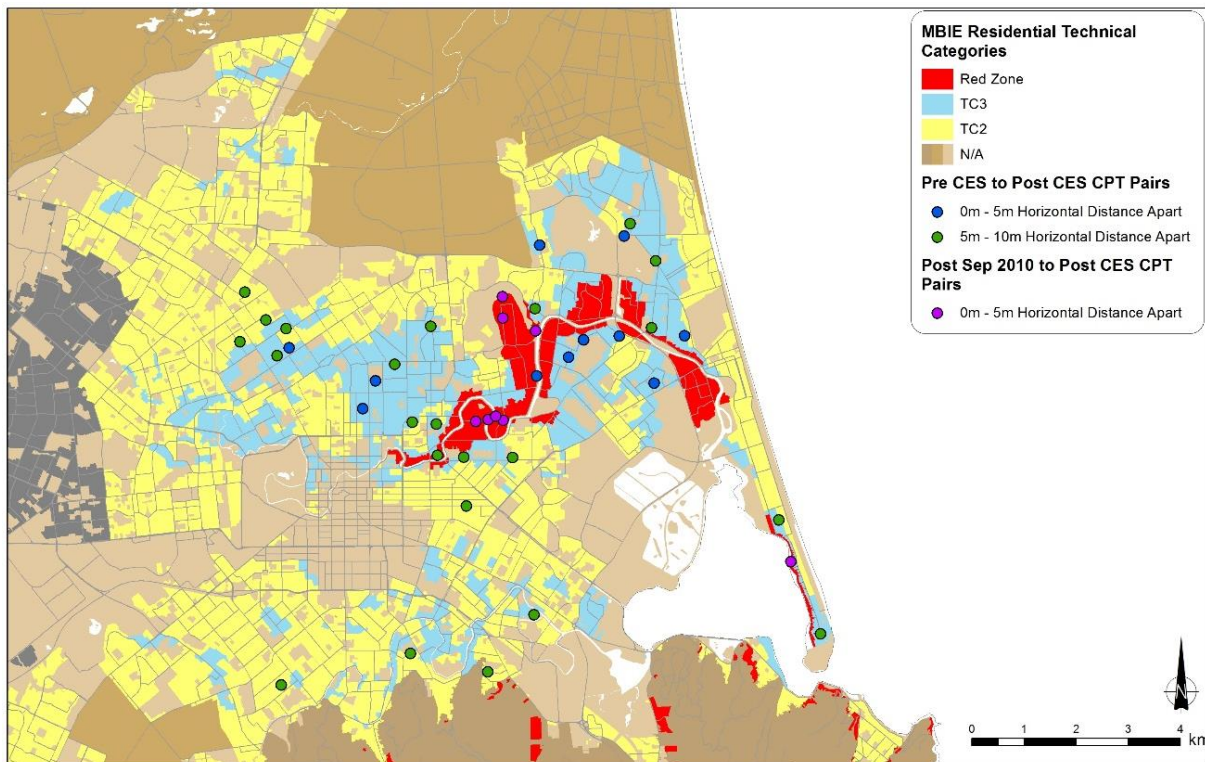 MBIE Residential Technical
Categories
Red Zone
TC3
TC2
N/A
Pre CES to Post CES CPT Pairs
0m - 5m Horizontal Distance Apart
5m - 10m Horizontal Distance Apart
Post Sep 2010 to Post CES CPT
Pairs
0m - 5m Horizontal Distance Apart
N
0 1 2 3 4
km